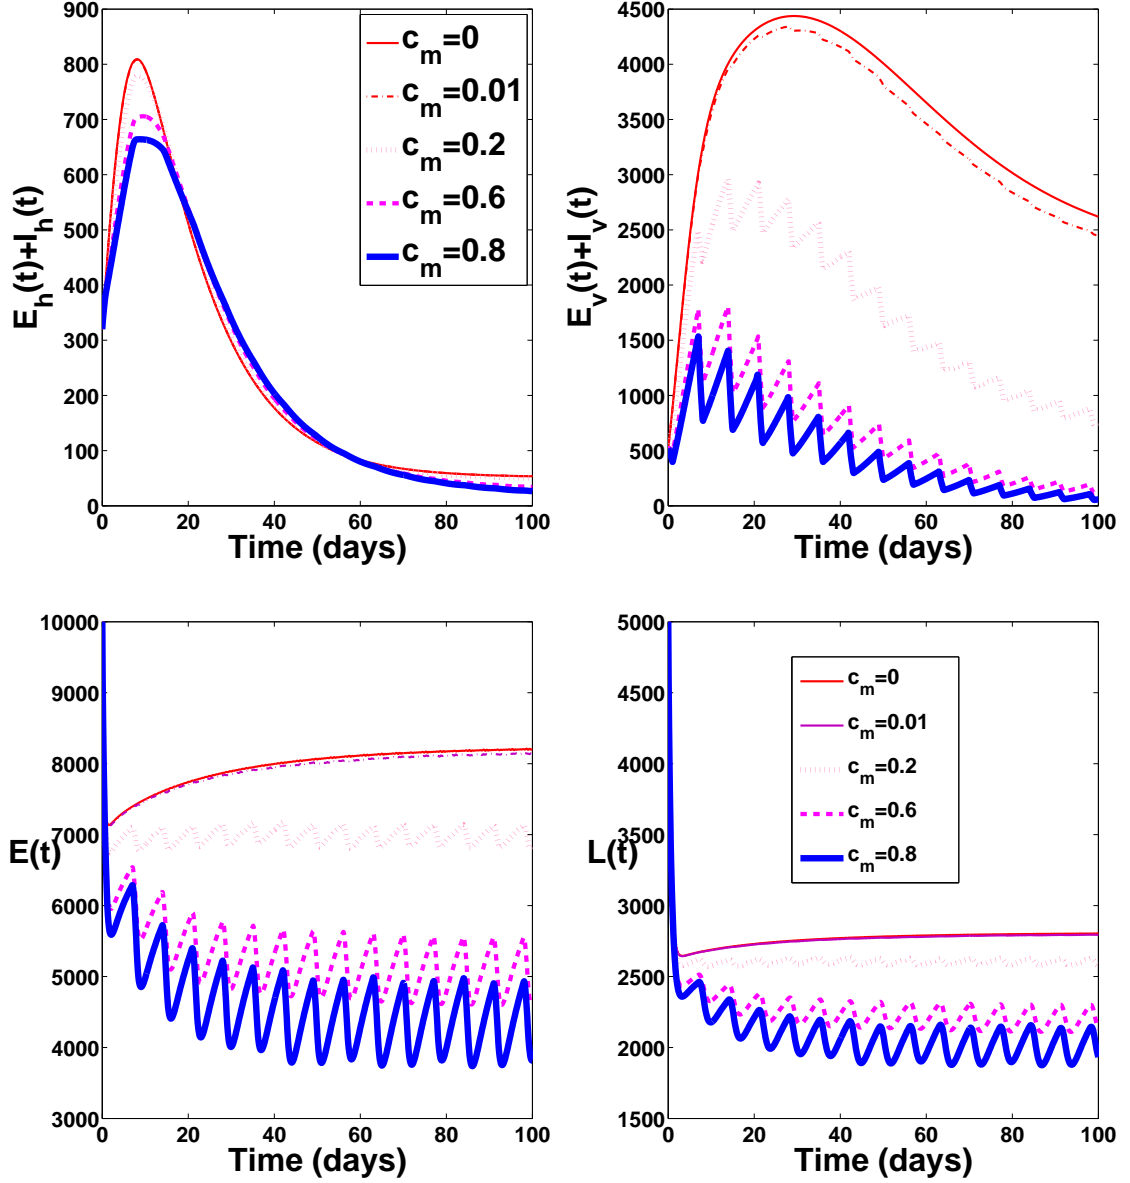 900
800
700
600
500
400
300
200
100
0
E_h(t)+I_h(t)
0 20 40 60 80 100
Time (days)
c_m=0
c_m=0.01
c_m=0.2
c_m=0.6
c_m=0.8
4500
4000
3500
3000
2500
2000
1500
1000
500
0
E_v(t)+I_v(t)
0 20 40 60 80 100
Time (days)
10000
9000
8000
7000
6000
5000
4000
3000
E(t)
0 20 40 60 80 100
Time (days)
5000
4500
4000
3500
3000
2500
2000
1500
L(t)
0 20 40 60 80 100
Time (days)
c_m=0
c_m=0.01
c_m=0.2
c_m=0.6
c_m=0.8